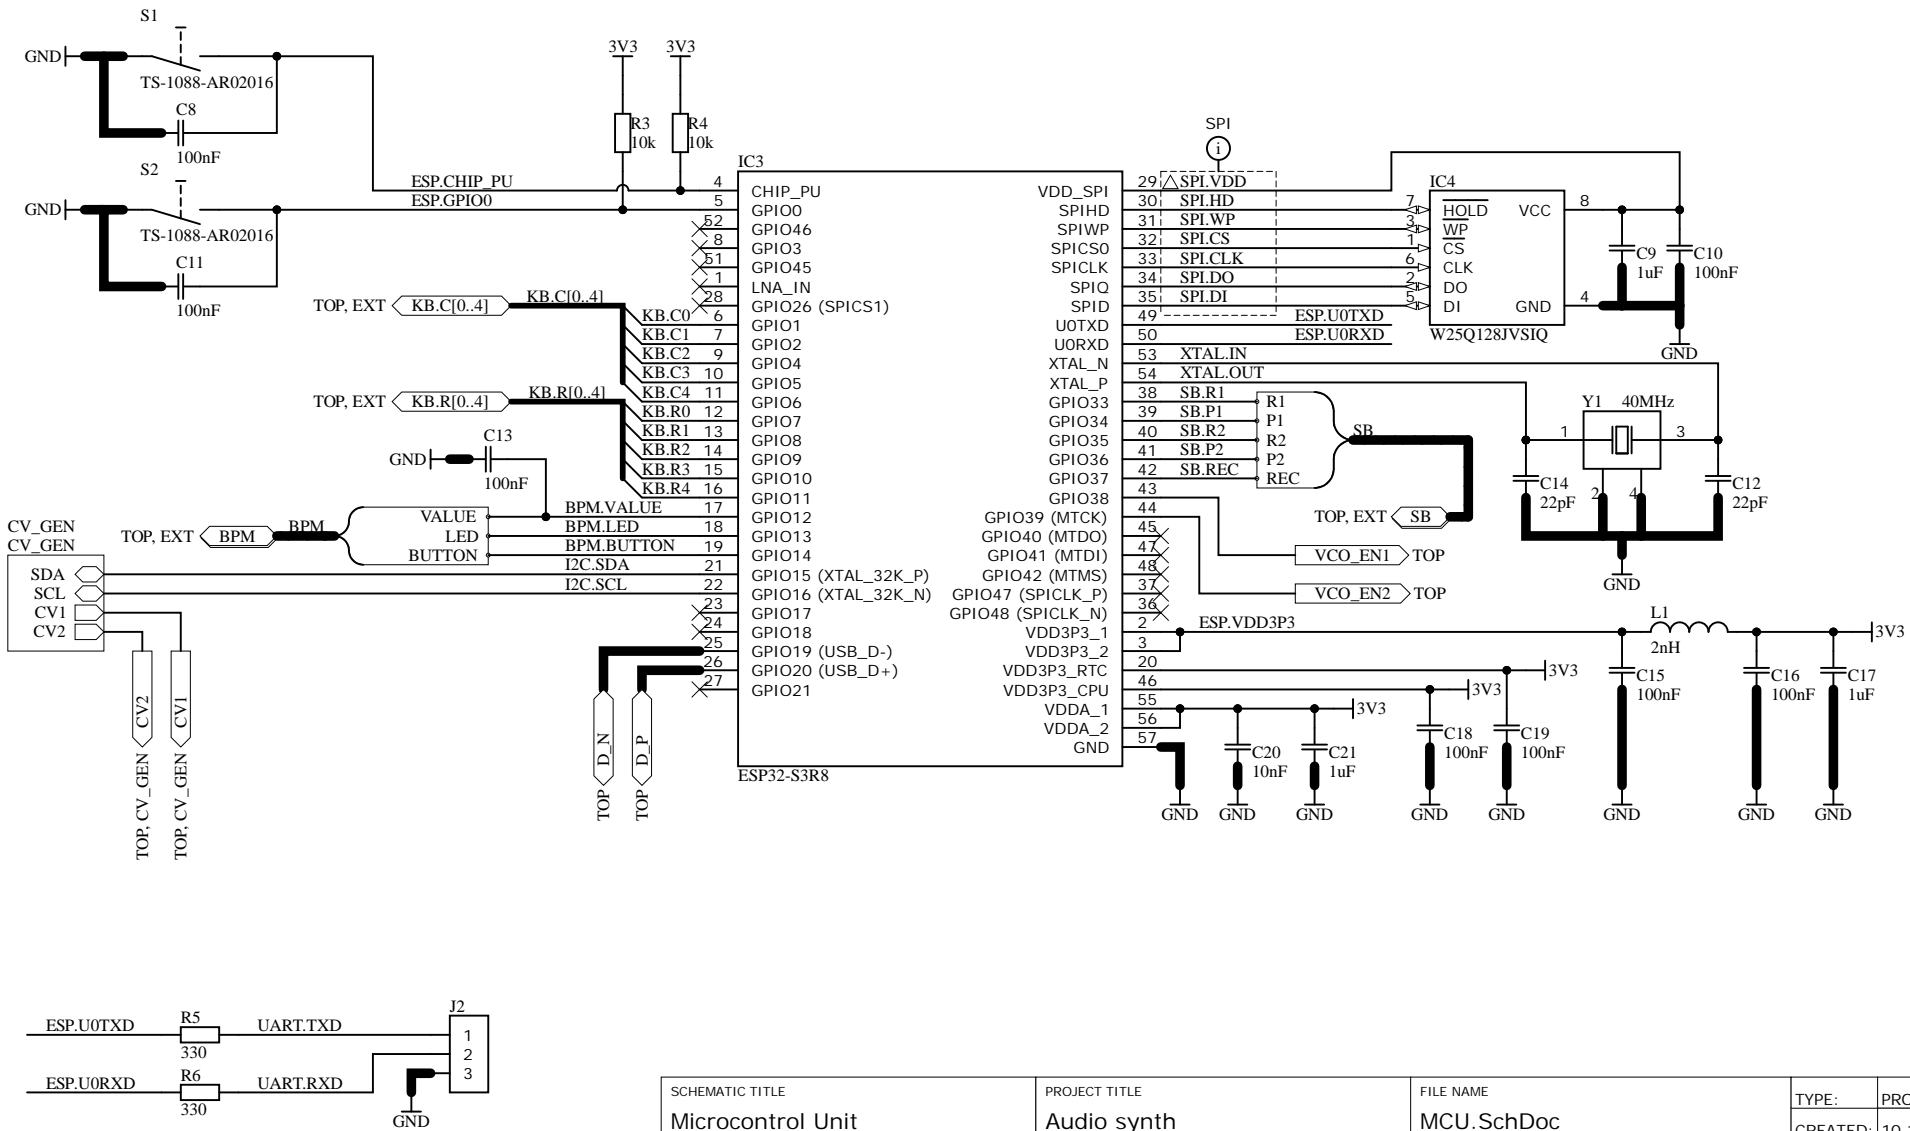 S1
GND
TS-1088-AR02016
C8
100nF
S2
GND
TS-1088-AR02016
C11
100nF
3V3
3V3
R3
10k
R4
10k
ESP.CHIP_PU
ESP.GPIO0
TOP, EXT
KB.C[0..4]
KB.C[0..4]
TOP, EXT
KB.R[0..4]
KB.R[0..4]
KB.C0
KB.C1
KB.C2
KB.C3
KB.C4
KB.R0
KB.R1
KB.R2
KB.R3
KB.R4
C13
GND
100nF
TOP, EXT
BPM
BPM
VALUE
LED
BUTTON
BPM.VALUE
BPM.LED
BPM.BUTTON
I2C.SDA
I2C.SCL
CV_GEN
CV_GEN
SDA
SCL
CV1
CV2
CV2
TOP, CV_GEN
CV1
TOP, CV_GEN
D_N
TOP
D_P
TOP
IC3
4 CHIP_PU
5 GPIO0
52 GPIO46
8 GPIO3
51 GPIO45
1 LNA_IN
28 GPIO26 (SPICS1)
6 GPIO1
7 GPIO2
9 GPIO4
10 GPIO5
11 GPIO6
12 GPIO7
13 GPIO8
14 GPIO9
15 GPIO10
16 GPIO11
17 GPIO12
18 GPIO13
19 GPIO14
21 GPIO15 (XTAL_32K_P)
22 GPIO16 (XTAL_32K_N)
23 GPIO17
24 GPIO18
25 GPIO19 (USB_D-)
26 GPIO20 (USB_D+)
27 GPIO21
ESP32-S3R8
VDD_SPI 29 SPI.VDD
SPIHD 30 SPI.HD
SPIWP 31 SPI.WP
SPICS0 32 SPI.CS
SPICLK 33 SPI.CLK
SPIQ 34 SPI.DO
SPID 35 SPI.DI
U0TXD 49 ESP.U0TXD
U0RXD 50 ESP.U0RXD
XTAL_N 53 XTAL.IN
XTAL_P 54 XTAL.OUT
GPIO33 38 SB.R1
GPIO34 39 SB.P1
GPIO35 40 SB.R2
GPIO36 41 SB.P2
GPIO37 42 SB.REC
GPIO38 43
GPIO39 (MTCK) 44
GPIO40 (MTDO) 45
GPIO41 (MTDI) 47
GPIO42 (MTMS) 48
GPIO47 (SPICLK_P) 37
GPIO48 (SPICLK_N) 36
VDD3P3_1 2 ESP.VDD3P3
VDD3P3_2 3
VDD3P3_RTC 20
VDD3P3_CPU 46
VDDA_1 55
VDDA_2 56
GND 57
SPI
i
IC4
7 HOLD
3 WP
1 CS
6 CLK
2 DO
5 DI
VCC 8
GND 4
W25Q128JVSIQ
C9
1uF
C10
100nF
GND
R1
P1
R2
P2
REC
SB
TOP, EXT
SB
VCO_EN1
TOP
VCO_EN2
TOP
Y1 40MHz
1
3
2
4
C14
22pF
C12
22pF
GND
L1
2nH
3V3
C15
100nF
C16
100nF
C17
1uF
3V3
3V3
3V3
C20
10nF
C21
1uF
C18
100nF
C19
100nF
GND
GND
GND
GND
GND
GND
GND
GND
ESP.U0TXD
R5
330
UART.TXD
ESP.U0RXD
R6
330
UART.RXD
J2
1
2
3
GND
SCHEMATIC TITLE
Microcontrol Unit
PROJECT TITLE
Audio synth
FILE NAME
MCU.SchDoc
TYPE: